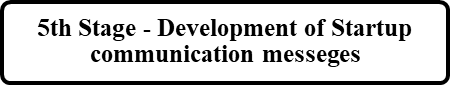 5th Stage - Development of Startup
communication messeges